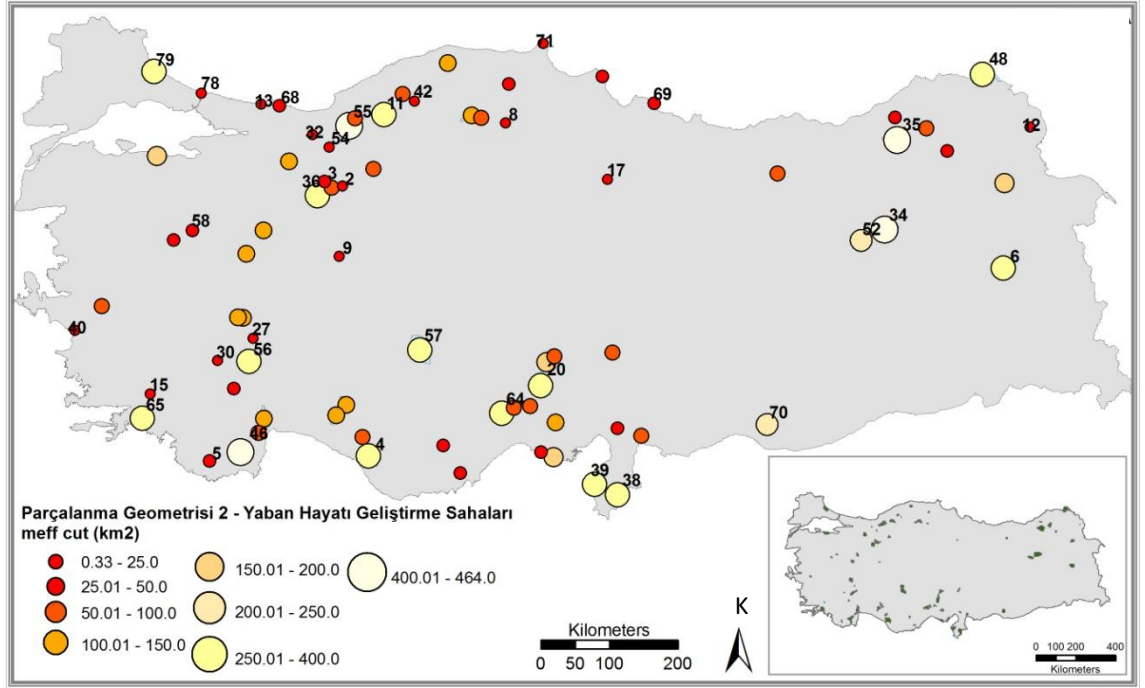 71
79
48
78
13
68
42
11
55
69
8
12
32
54
35
17
3
36
2
58
34
52
9
6
40
27
57
30
56
20
15
65
64
70
46
4
5
39
38
Parçalanma Geometrisi 2 - Yaban Hayatı Geliştirme Sahaları
meff cut (km2)
0.33 - 25.0
25.01 - 50.0
50.01 - 100.0
100.01 - 150.0
150.01 - 200.0
200.01 - 250.0
250.01 - 400.0
400.01 - 464.0
Kilometers
0 50 100 200
K
400 100 200 0 400
Kilometers